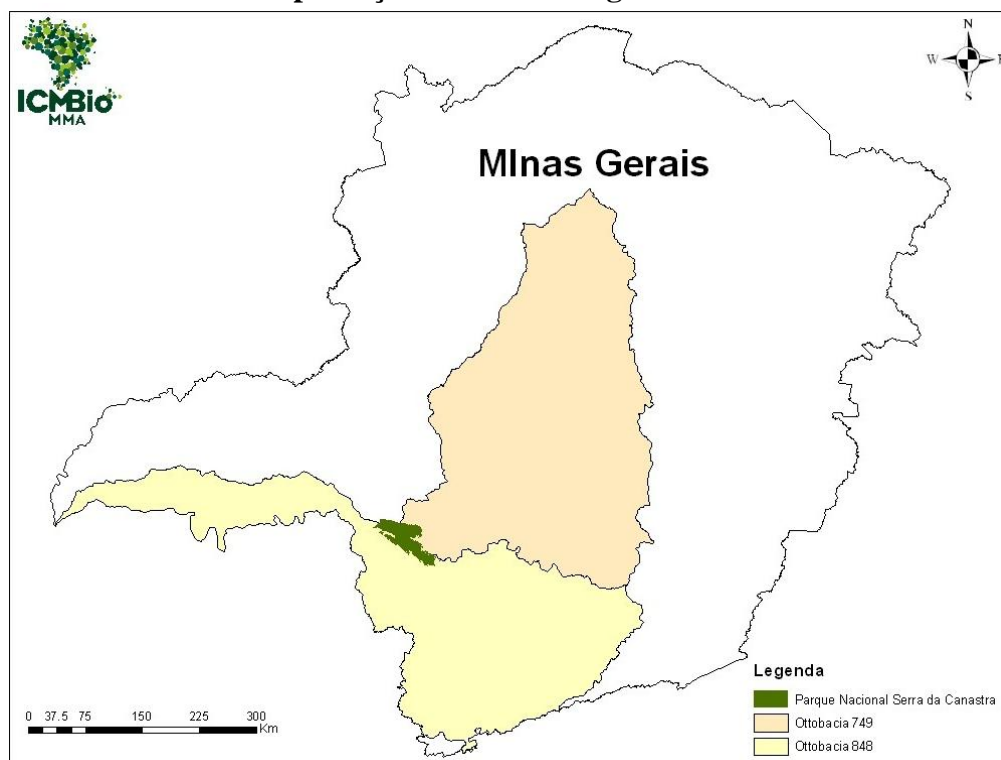 ICMBio
MMA
N
W
S
MInas Gerais
Legenda
Parque Nacional Serra da Canastra
Ottobacia 749
Ottobacia 848
0 37.5 75 150 225 300
Km